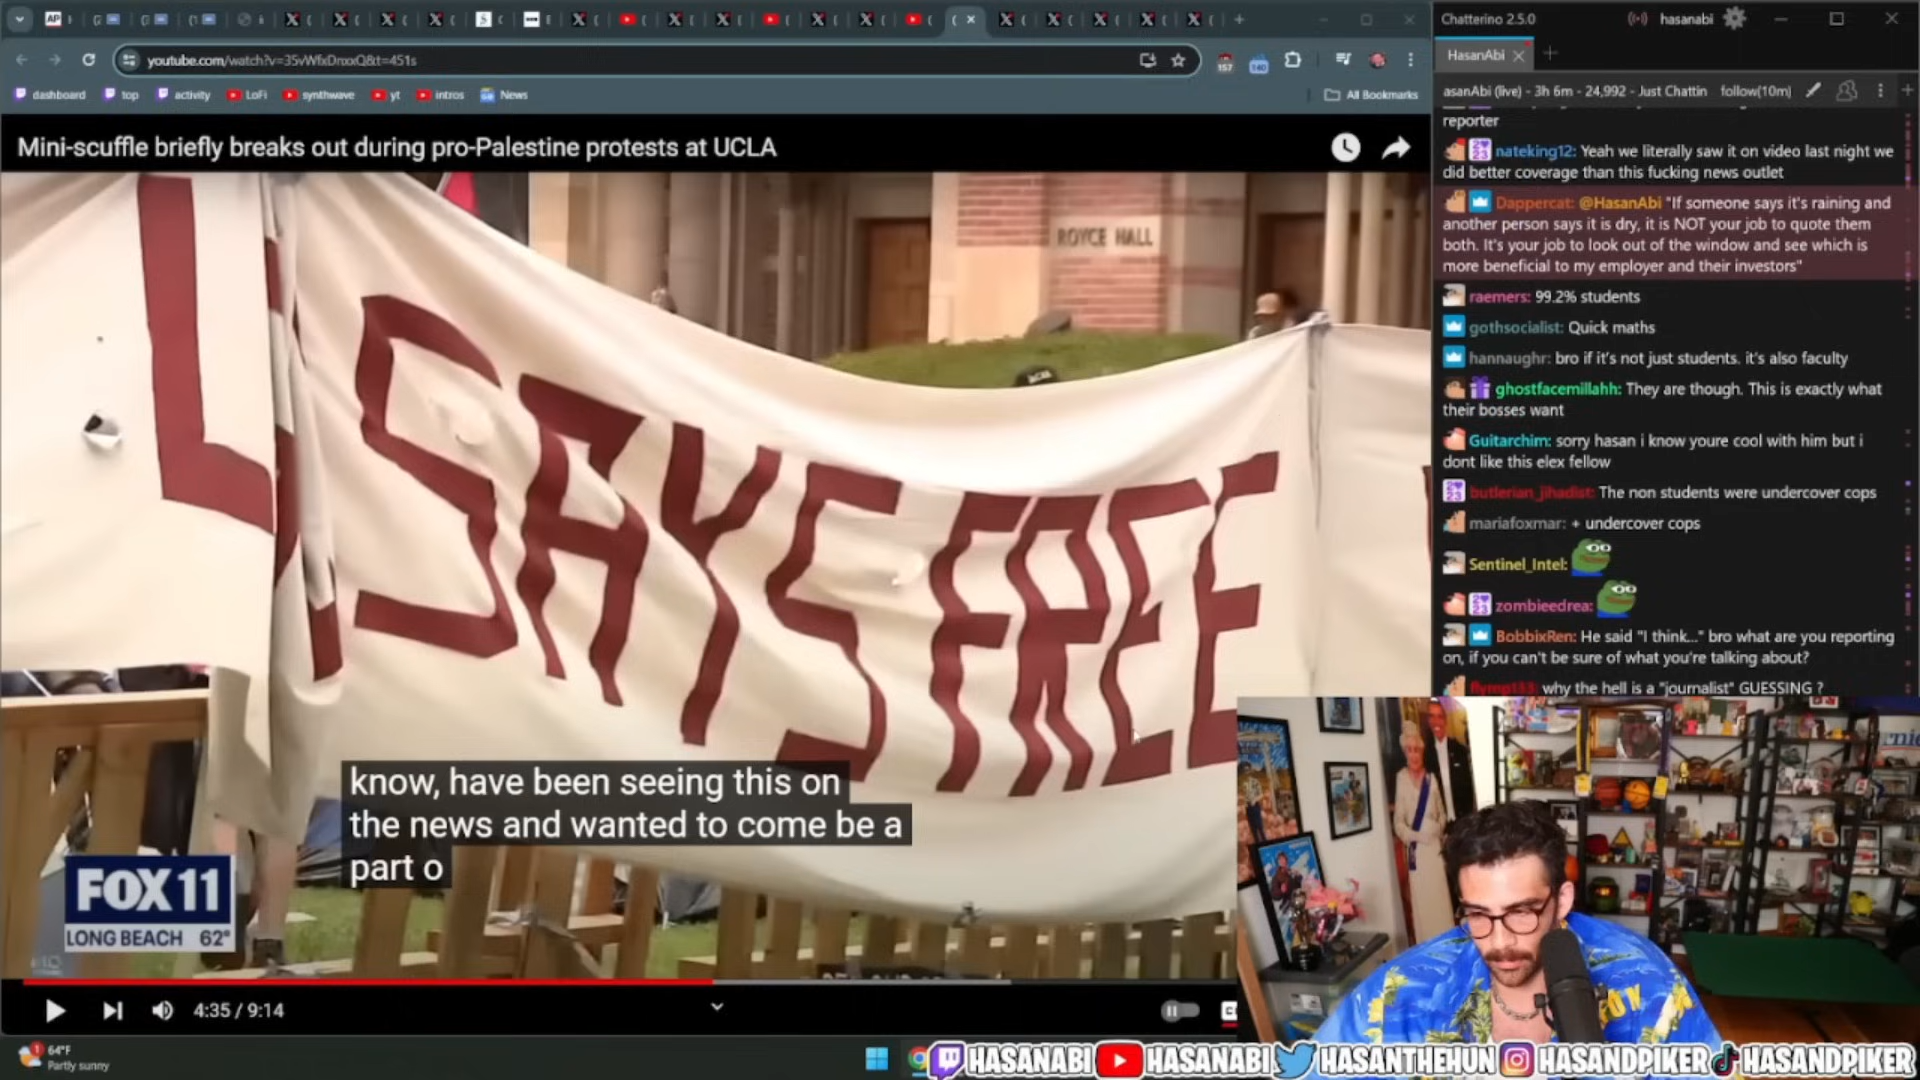 AP
Chatterino 2.5.0
hasanabi
youtube.com/watch?v=35vWfxDnxxQ&t=451s
157
140
HasanAbi
dashboard
top
activity
LoFi
synthwave
yt
intros
News
All Bookmarks
asanAbi (live) - 3h 6m - 24,992 - Just Chattin
follow(10m)
Mini-scuffle briefly breaks out during pro-Palestine protests at UCLA
reporter
nateking12: Yeah we literally saw it on video last night we
did better coverage than this fucking news outlet
Dappercat: @HasanAbi "If someone says it's raining and
another person says it is dry, it is NOT your job to quote them
both. It's your job to look out of the window and see which is
more beneficial to my employer and their investors"
raemers: 99.2% students
gothsocialist: Quick maths
hannaughr: bro if it's not just students. it's also faculty
ghostfacemillahh: They are though. This is exactly what
their bosses want
Guitarchim: sorry hasan i know youre cool with him but i
dont like this elex fellow
butlerian_jihadist: The non students were undercover cops
mariafoxmar: + undercover cops
Sentinel_Intel:
zombieedrea:
BobbixRen: He said "I think..." bro what are you reporting
on, if you can't be sure of what you're talking about?
why the hell is a "journalist" GUESSING ?
ROYCE HALL
L SAYS FREE
know, have been seeing this on
the news and wanted to come be a
part o
FOX 11
LONG BEACH 62°
4:35 / 9:14
1
64°F
Partly sunny
HASANABI
HASANABI
HASANTHEHUN
HASANDPIKER
HASANDPIKER